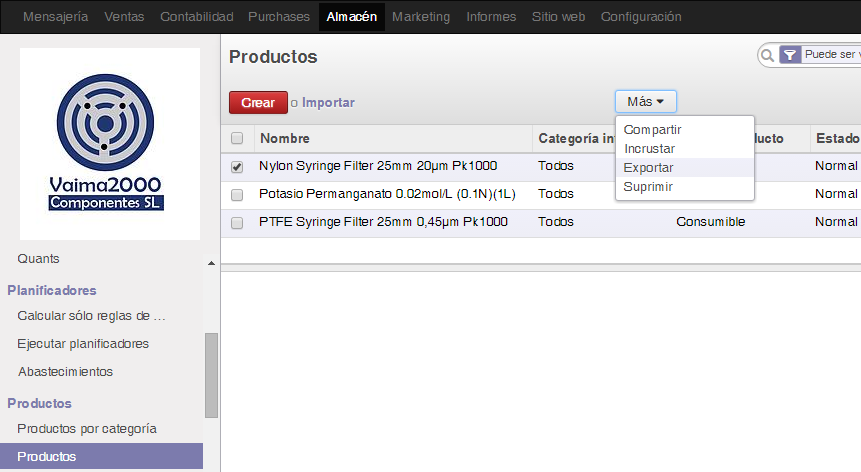 Mensajería Ventas Contabilidad Purchases Almacén Marketing Informes Sitio web Configuración
Vaima2000
Componentes SL
Quants
Planificadores
Calcular sólo reglas de ...
Ejecutar planificadores
Abastecimientos
Productos
Productos por categoría
Productos
Productos
Puede ser
Crear o Importar
Más
Compartir
Incrustar
Exportar
Suprimir
Nombre Categoría in ucto Estado
Nylon Syringe Filter 25mm 20µm Pk1000 Todos Normal
Potasio Permanganato 0.02mol/L (0.1N)(1L) Todos Normal
PTFE Syringe Filter 25mm 0,45µm Pk1000 Todos Consumible Normal